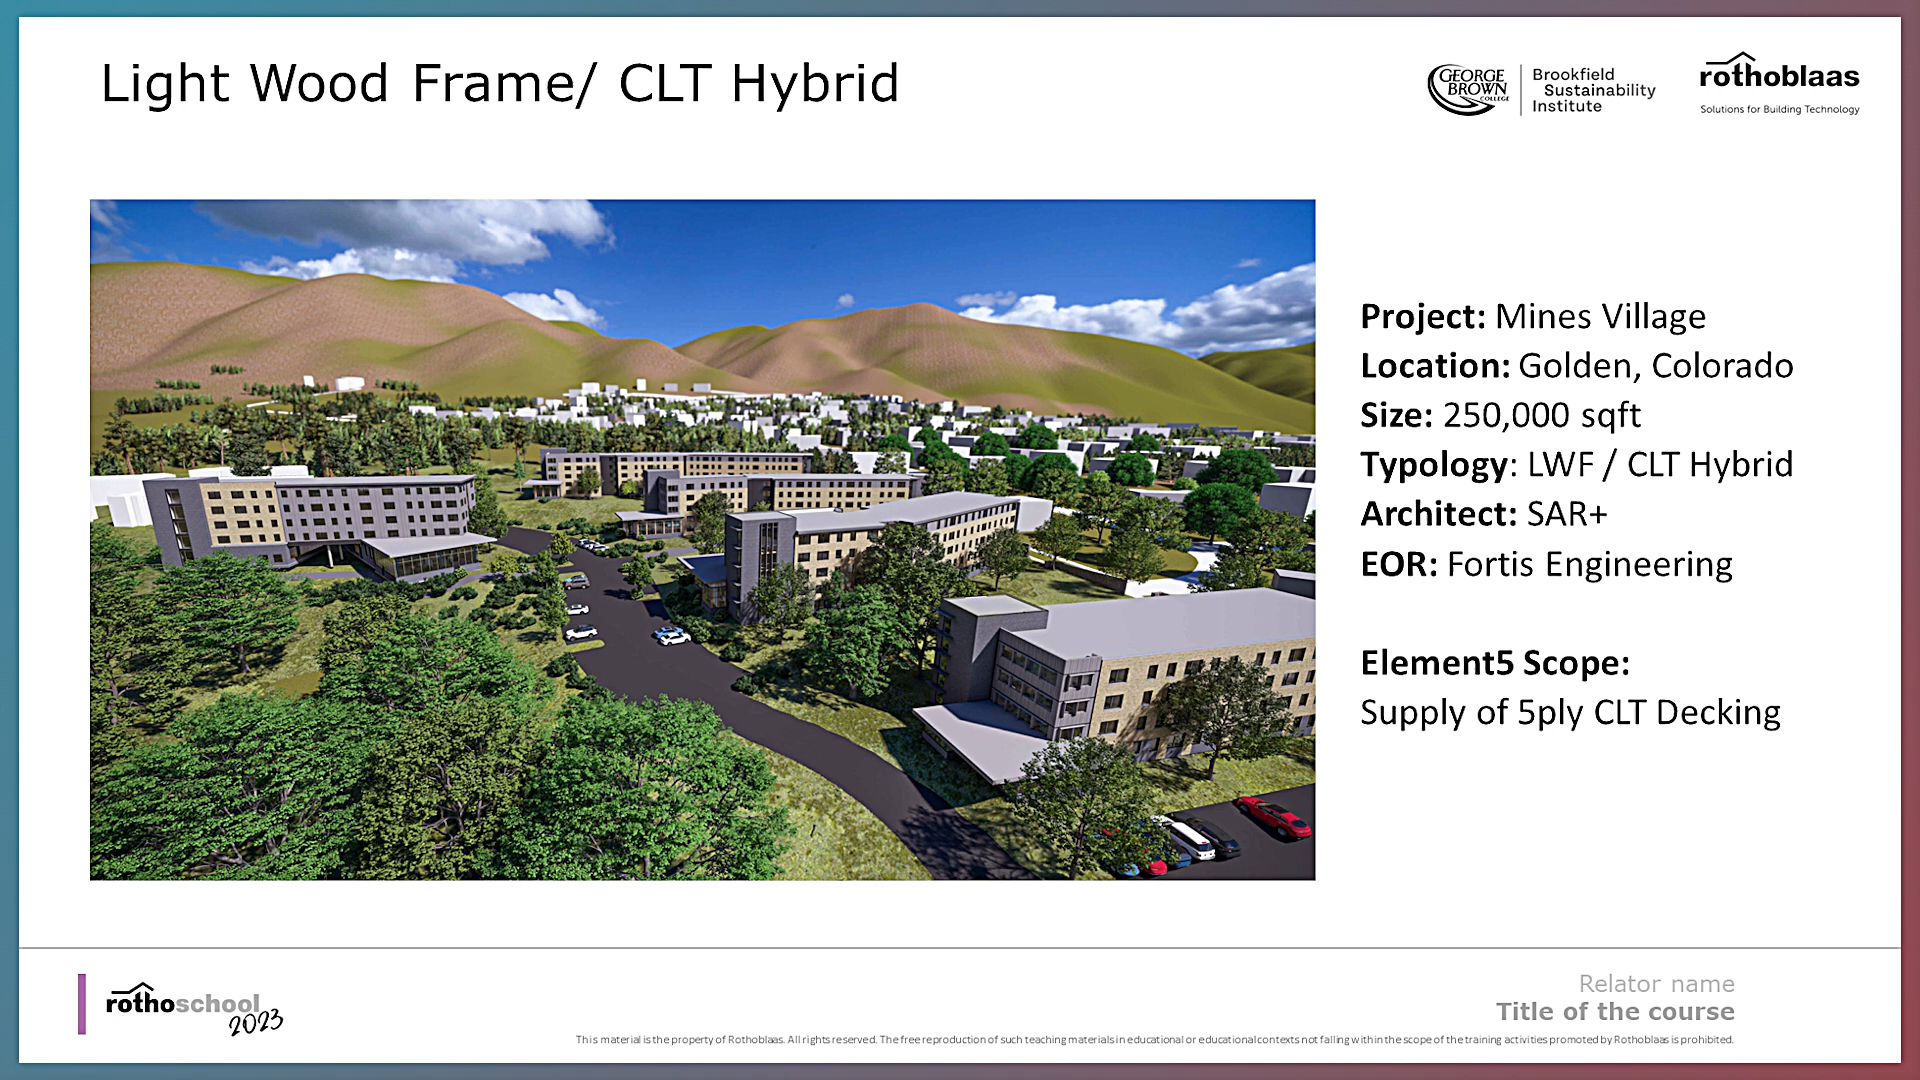 Light Wood Frame/ CLT Hybrid
GEORGE
BROWN
COLLEGE
Brookfield
Sustainability
Institute
rothoblaas
Solutions for Building Technology
Project: Mines Village
Location: Golden, Colorado
Size: 250,000 sqft
Typology: LWF / CLT Hybrid
Architect: SAR+
EOR: Fortis Engineering
Element5 Scope:
Supply of 5ply CLT Decking
rothoschool
2023
Relator name
Title of the course
This material is the property of Rothoblaas. All rights reserved. The free reproduction of such teaching materials in educational or educational contexts not falling within the scope of the training activities promoted by Rothoblaas is prohibited.